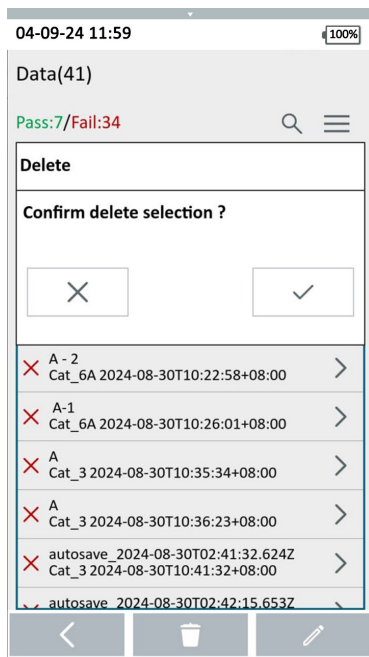 04-09-24 11:59
100%
Data(41)
Pass:7/Fail:34
Delete
Confirm delete selection ?
A - 2
Cat_6A 2024-08-30T10:22:58+08:00
A-1
Cat_6A 2024-08-30T10:26:01+08:00
A
Cat_3 2024-08-30T10:35:34+08:00
A
Cat_3 2024-08-30T10:36:23+08:00
autosave_2024-08-30T02:41:32.624Z
Cat_3 2024-08-30T10:41:32+08:00
autosave_2024-08-30T02:42:15.653Z